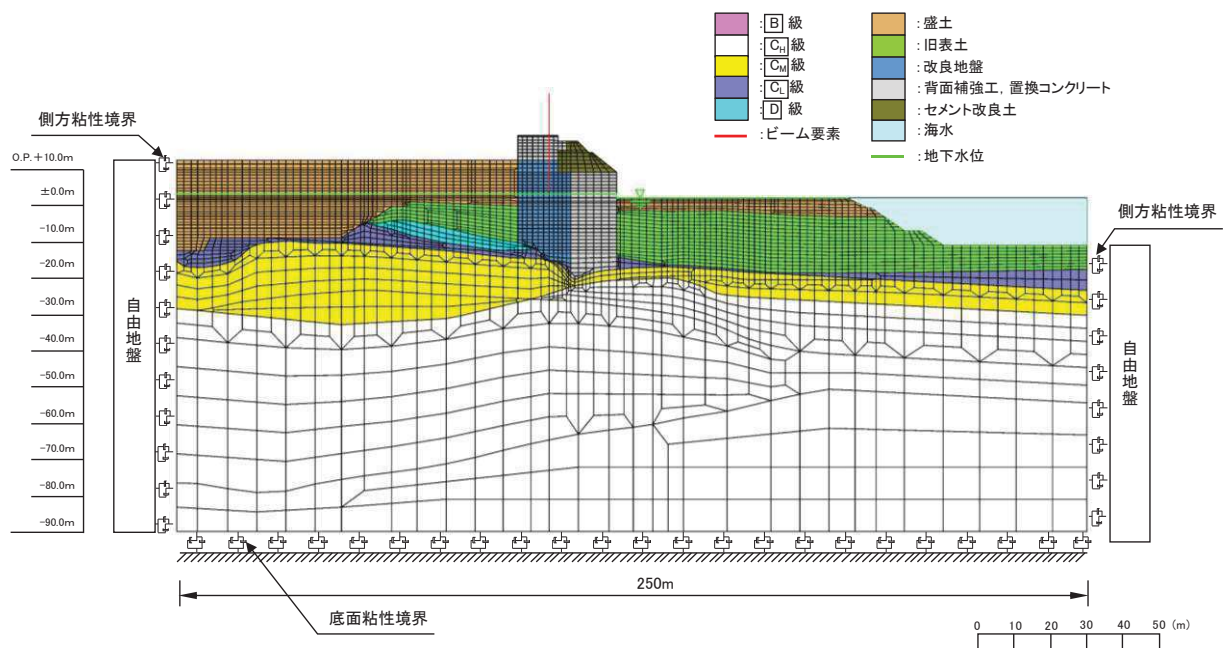 :B 級
:CH級
:CM級
:CL級
:D 級
:ビーム要素
:盛土
:旧表土
:改良地盤
:背面補強工, 置換コンクリート
:セメント改良土
:海水
:地下水位
側方粘性境界
O.P.+10.0m
±0.0m
-10.0m
-20.0m
-30.0m
-40.0m
-50.0m
-60.0m
-70.0m
-80.0m
-90.0m
自由地盤
側方粘性境界
自由地盤
250m
底面粘性境界
0 10 20 30 40 50 (m)